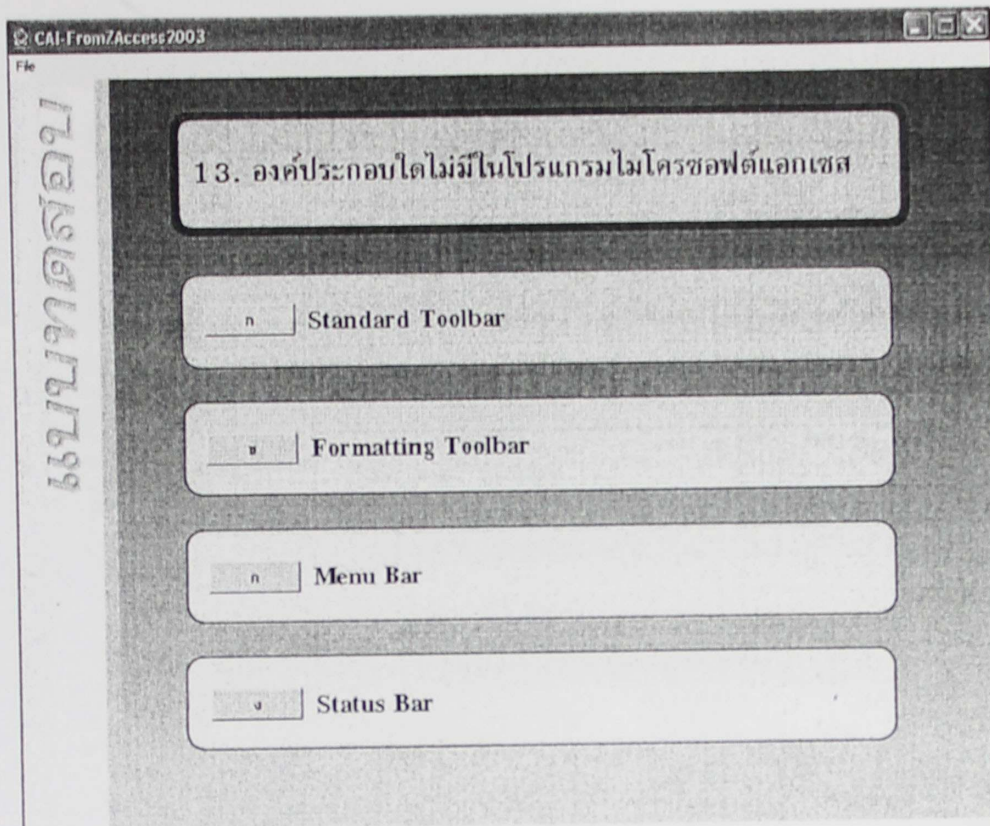 CAI-From7Access2003
File
แบบทดสอบ
13. องค์ประกอบใดไม่มีในโปรแกรมไมโครซอฟต์แอกเซส
ก Standard Toolbar
ข Formatting Toolbar
ค Menu Bar
ง Status Bar